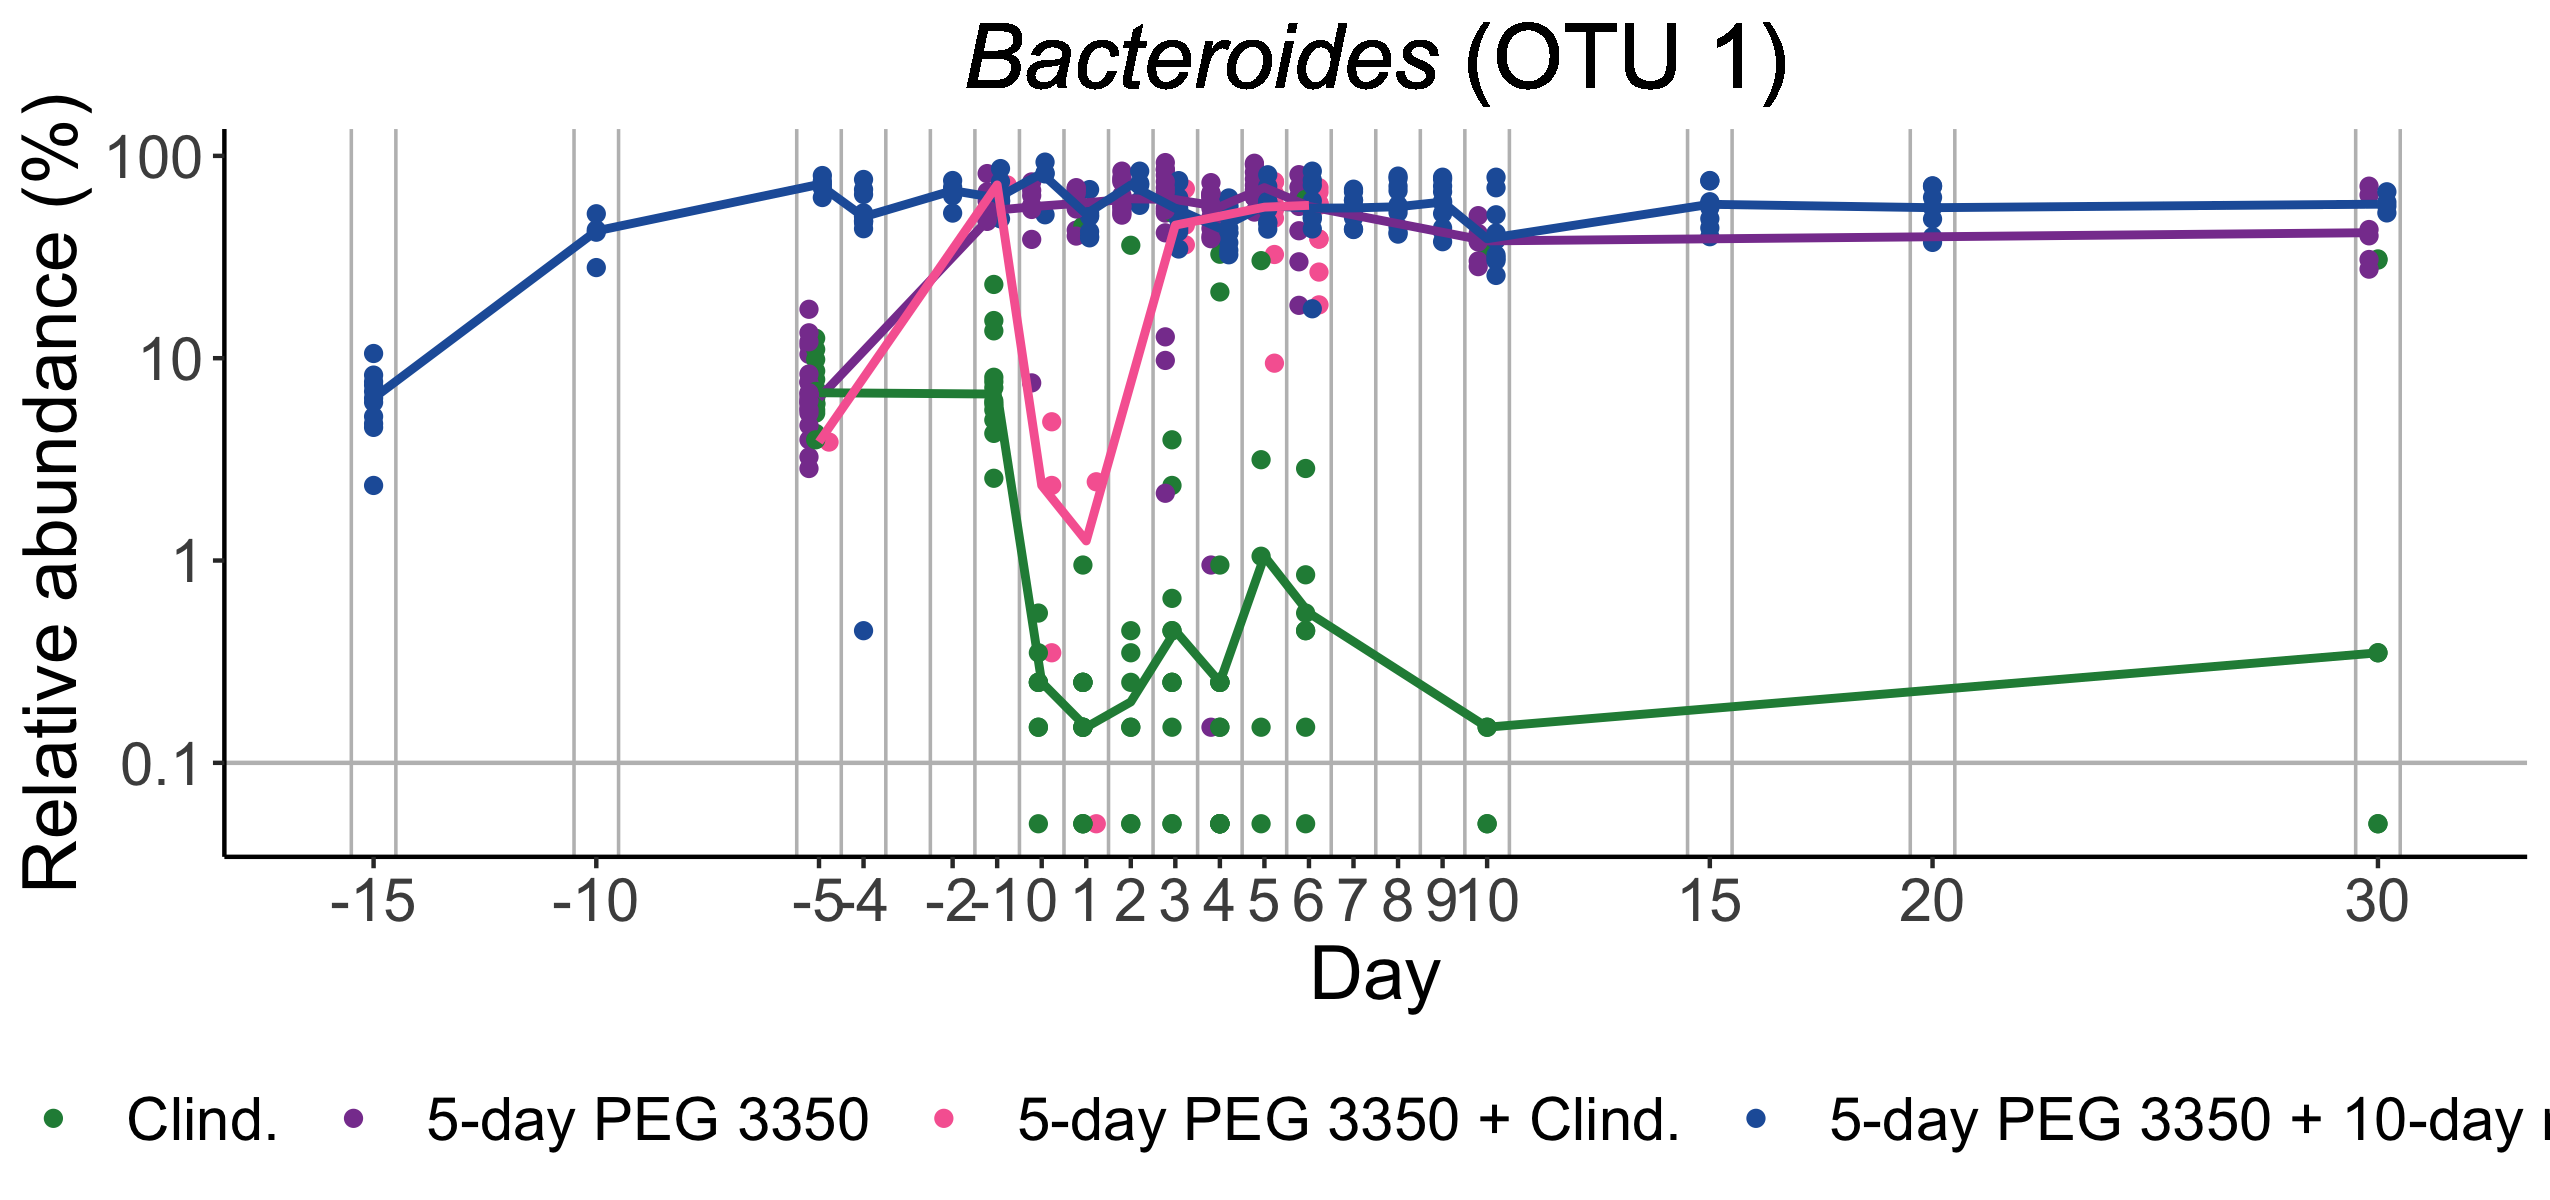 Bacteroides (OTU 1)
Relative abundance (%)
100
10
1
0.1
-15 -10 -5 -4 -2 -1 0 1 2 3 4 5 6 7 8 9 10 15 20 30
Day
Clind. 5-day PEG 3350 5-day PEG 3350 + Clind. 5-day PEG 3350 + 10-day